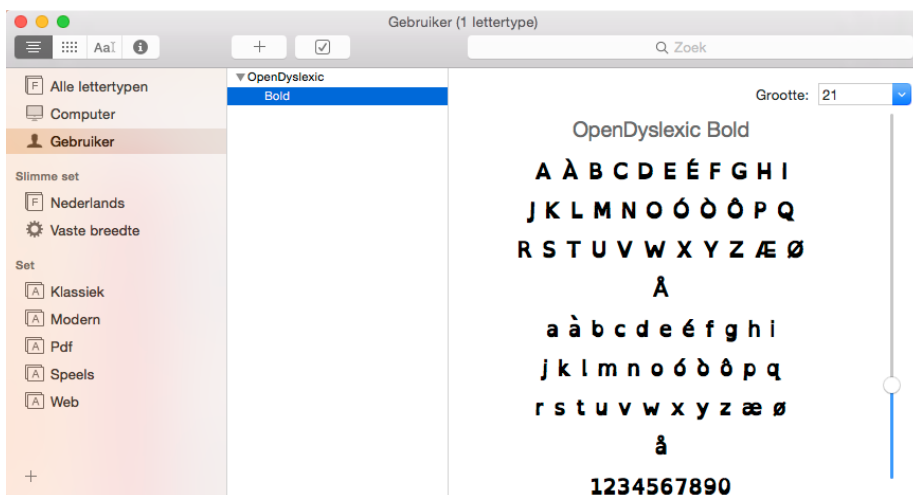 Gebruiker (1 lettertype)
AaI
Zoek
Alle lettertypen
Computer
Gebruiker
Slimme set
Nederlands
Vaste breedte
Set
Klassiek
Modern
Pdf
Speels
Web
OpenDyslexic
Bold
Grootte: 21
OpenDyslexic Bold
A À B C D E É F G H I
J K L M N O Ó Ò Ô P Q
R S T U V W X Y Z Æ Ø
Å
a à b c d e é f g h i
j k l m n o ó ò ô p q
r s t u v w x y z æ ø
å
1234567890